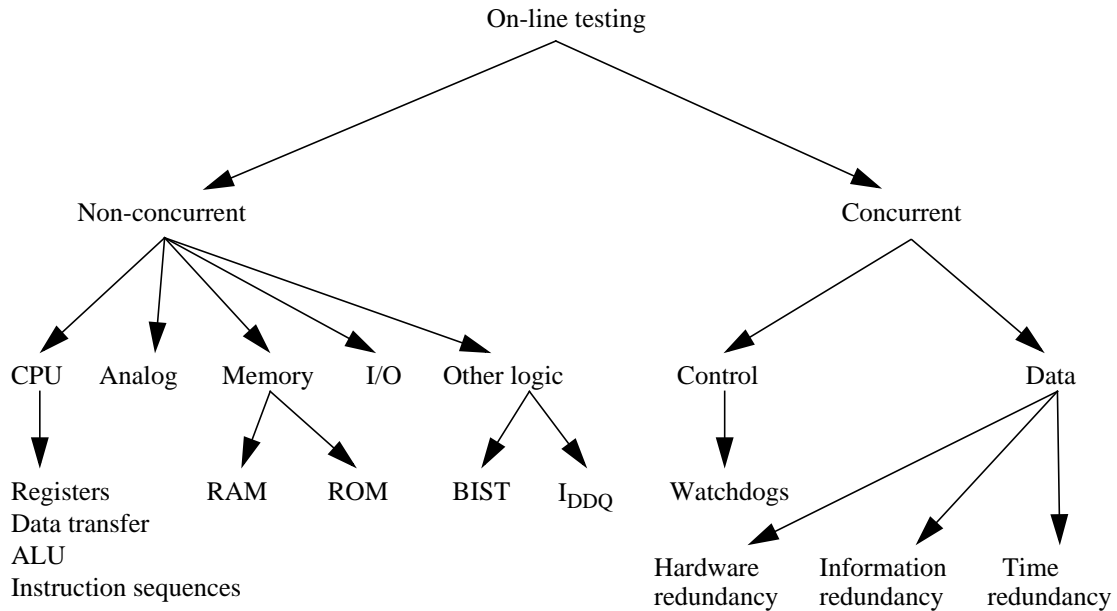 On-line testing
Non-concurrent
Concurrent
CPU
Analog
Memory
I/O
Other logic
Control
Data
Registers
Data transfer
ALU
Instruction sequences
RAM
ROM
BIST
IDDQ
Watchdogs
Hardware
redundancy
Information
redundancy
Time
redundancy